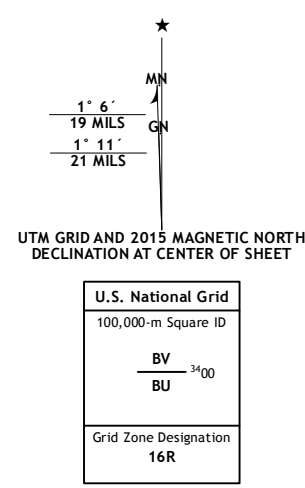 ★
MN
1° 6´
19 MILS
GN
1° 11´
21 MILS
UTM GRID AND 2015 MAGNETIC NORTH
DECLINATION AT CENTER OF SHEET
U.S. National Grid
100,000-m Square ID
BV
3400
BU
Grid Zone Designation
16R